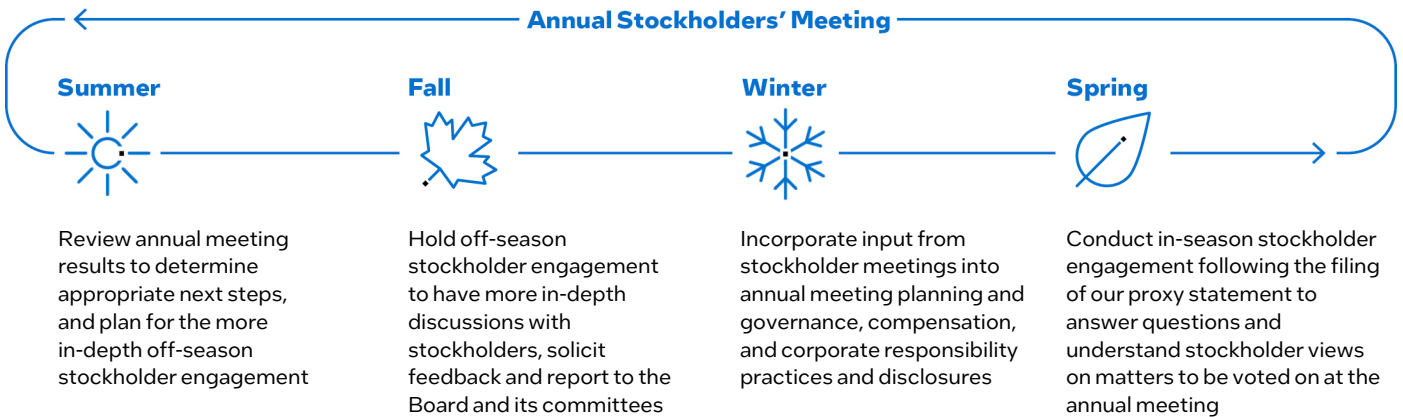 Annual Stockholders’ Meeting
Summer
Review annual meeting
results to determine
appropriate next steps,
and plan for the more
in-depth off-season
stockholder engagement
Fall
Hold off-season
stockholder engagement
to have more in-depth
discussions with
stockholders, solicit
feedback and report to the
Board and its committees
Winter
Incorporate input from
stockholder meetings into
annual meeting planning and
governance, compensation,
and corporate responsibility
practices and disclosures
Spring
Conduct in-season stockholder
engagement following the filing
of our proxy statement to
answer questions and
understand stockholder views
on matters to be voted on at the
annual meeting